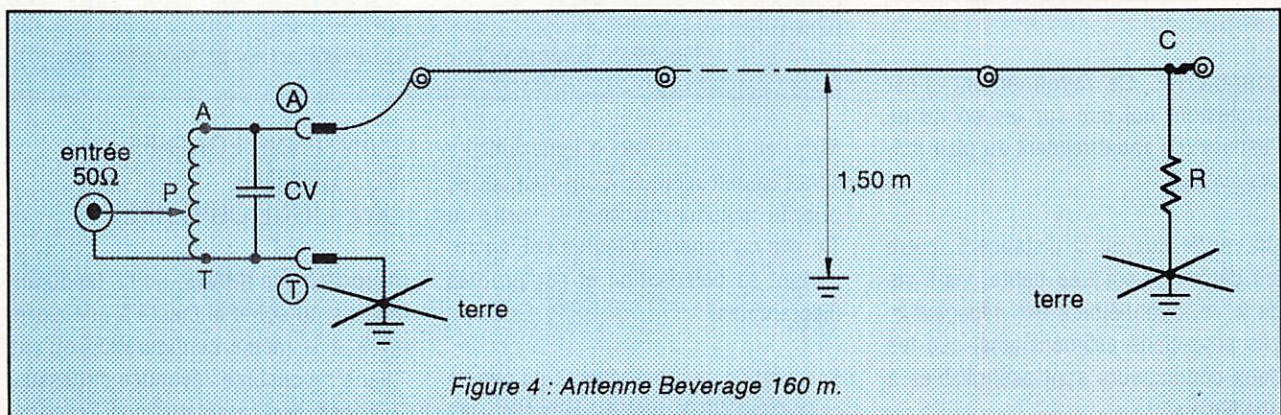 C
A
A
entrée
50Ω
P
CV
1,50 m
R
T
T
terre
terre
Figure 4 : Antenne Beverage 160 m.